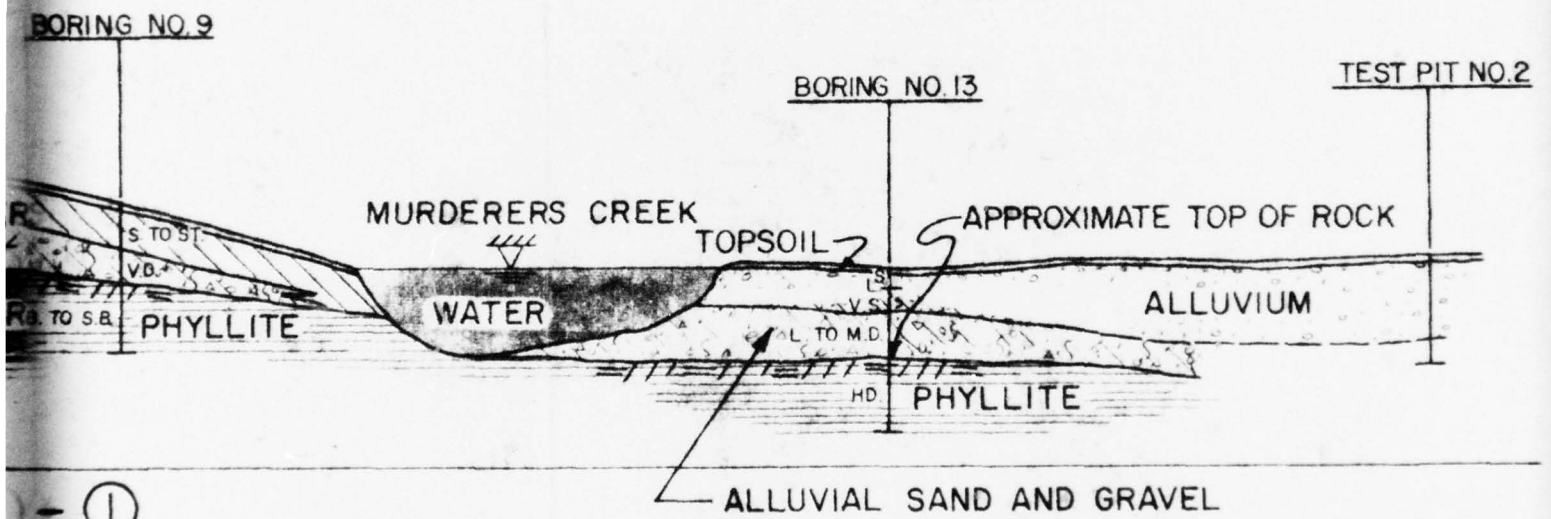 BORING NO. 9
BORING NO. 13
TEST PIT NO. 2
MURDERERS CREEK
APPROXIMATE TOP OF ROCK
TOPSOIL
S. TO ST.
V.D.
B. TO S.B.
PHYLLITE
WATER
S.
L.
V.S.
L. TO M.D.
ALLUVIUM
HD.
PHYLLITE
ALLUVIAL SAND AND GRAVEL
1